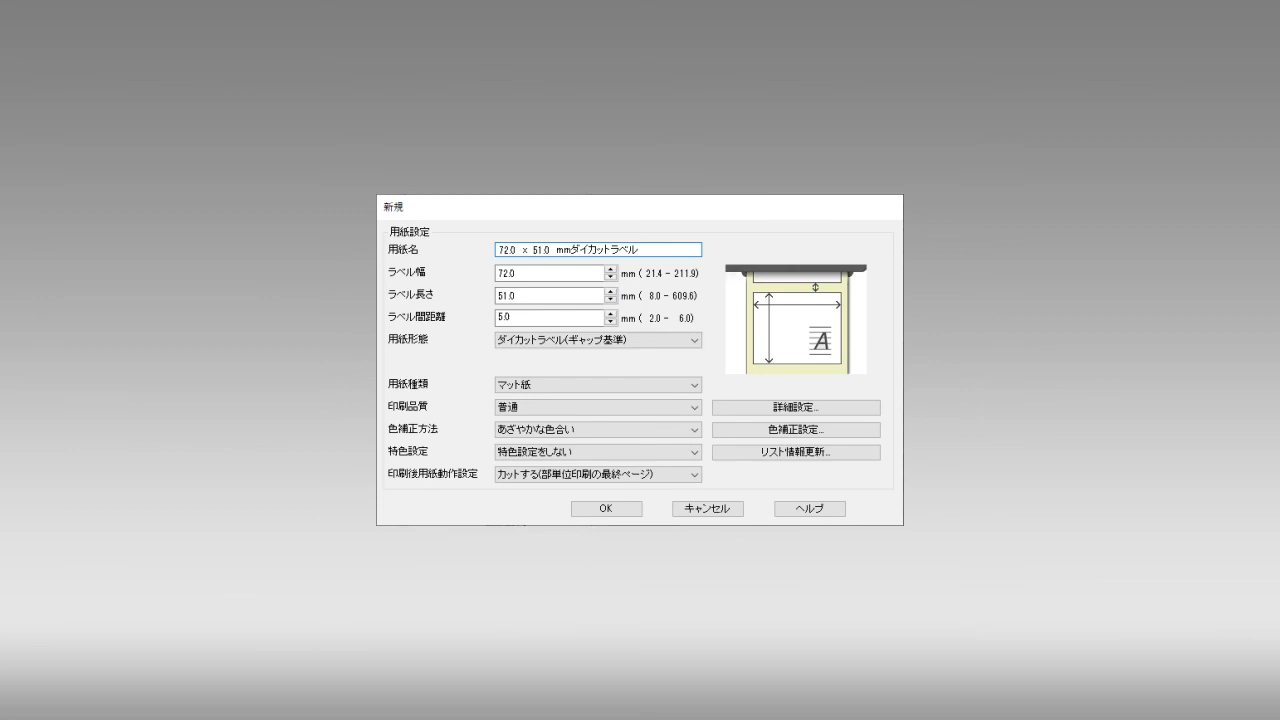 新規
用紙設定
用紙名 72.0 x 51.0 mmダイカットラベル
ラベル幅 72.0 mm ( 21.4 - 211.9)
ラベル長さ 51.0 mm ( 8.0 - 609.6)
ラベル間距離 5.0 mm ( 2.0 - 6.0)
用紙形態 ダイカットラベル(ギャップ基準)
A
用紙種類 マット紙
印刷品質 普通 詳細設定...
色補正方法 あざやかな色合い 色補正設定...
特色設定 特色設定をしない リスト情報更新...
印刷後用紙動作設定 カットする(部単位印刷の最終ページ)
OK キャンセル ヘルプ